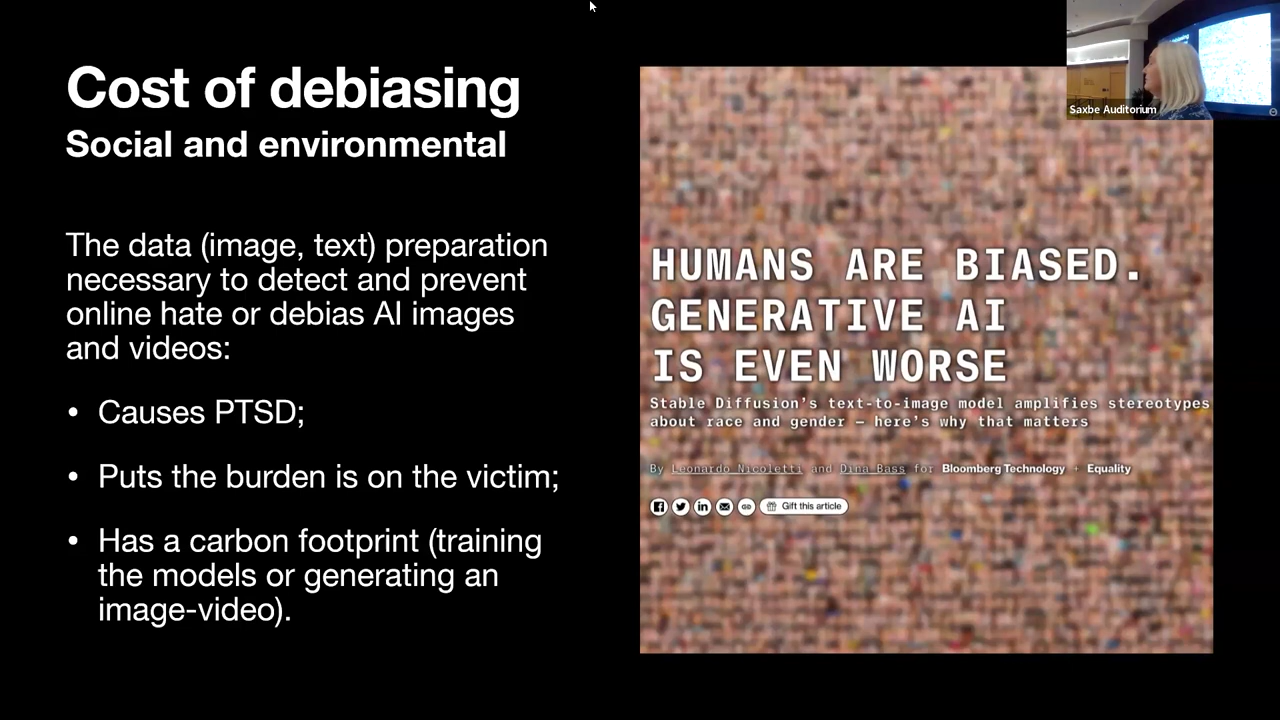 Cost of debiasing
Social and environmental
The data (image, text) preparation
necessary to detect and prevent
online hate or debias AI images
and videos:
• Causes PTSD;
• Puts the burden is on the victim;
• Has a carbon footprint (training
the models or generating an
image-video).
HUMANS ARE BIASED.
GENERATIVE AI
IS EVEN WORSE
Stable Diffusion's text-to-image model amplifies stereotypes
about race and gender — here's why that matters
By Leonardo Nicoletti and Dina Bass for Bloomberg Technology + Equality
Gift this article
Saxbe Auditorium